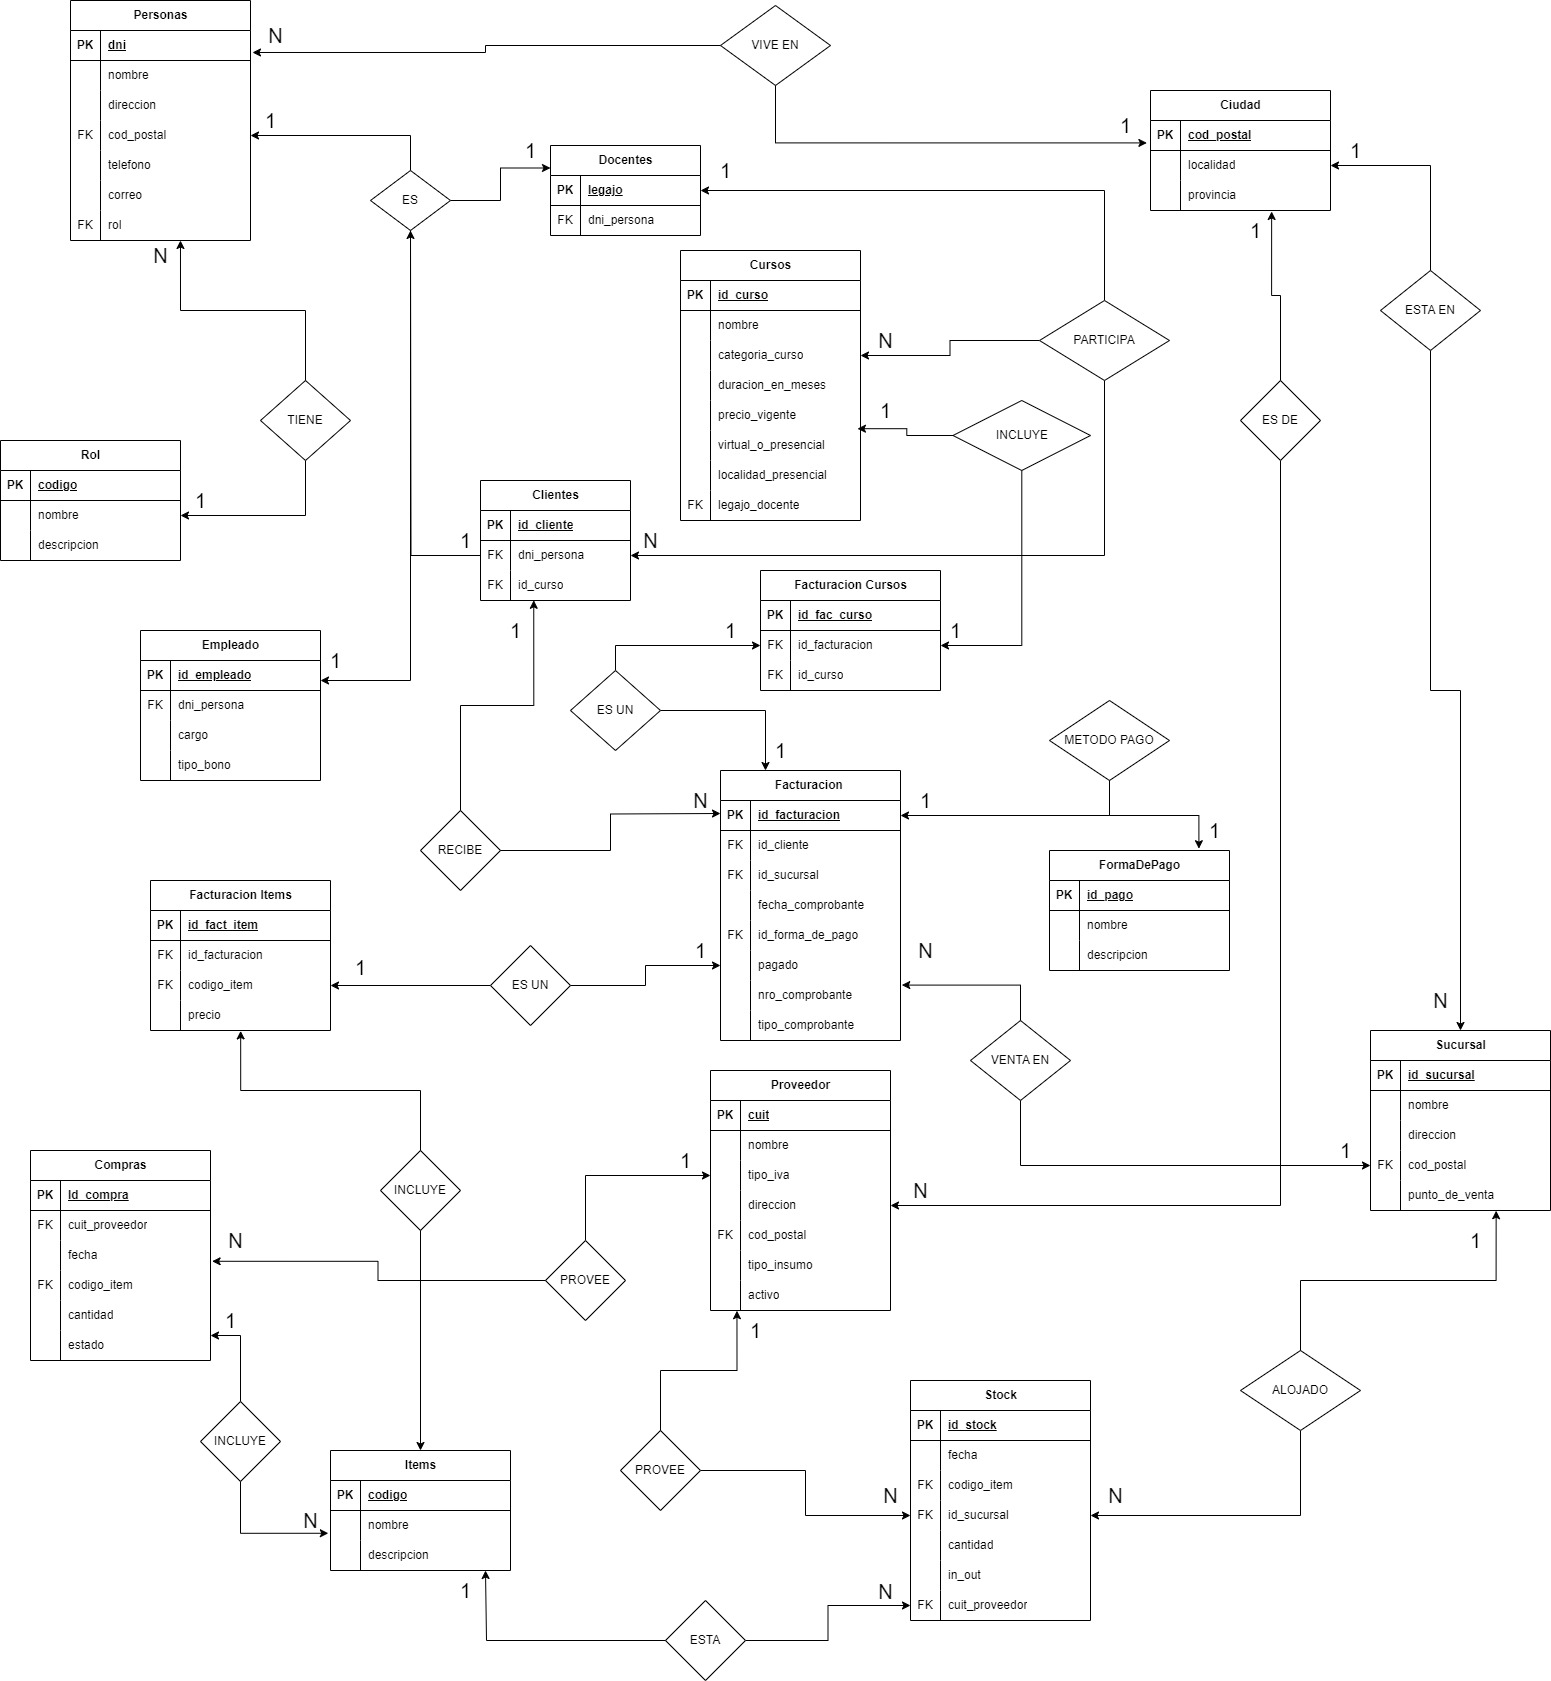 Personas
PK dni
nombre
direccion
FK cod_postal
telefono
correo
FK rol
N
1
N
VIVE EN
1
Ciudad
PK cod_postal
localidad
provincia
1
1
ES
1
Docentes
PK legajo
FK dni_persona
1
Cursos
PK id_curso
nombre
categoria_curso
duracion_en_meses
precio_vigente
virtual_o_presencial
localidad_presencial
FK legajo_docente
N
1
PARTICIPA
INCLUYE
ESTA EN
ES DE
TIENE
Rol
PK codigo
nombre
descripcion
1
Clientes
PK id_cliente
FK dni_persona
FK id_curso
1
N
1
Facturacion Cursos
PK id_fac_curso
FK id_facturacion
FK id_curso
1
1
Empleado
PK id_empleado
FK dni_persona
cargo
tipo_bono
1
ES UN
1
METODO PAGO
Facturacion
PK id_facturacion
FK id_cliente
FK id_sucursal
fecha_comprobante
FK id_forma_de_pago
pagado
nro_comprobante
tipo_comprobante
N
1
1
N
1
RECIBE
FormaDePago
PK id_pago
nombre
descripcion
Facturacion Items
PK id_fact_item
FK id_facturacion
FK codigo_item
precio
1
ES UN
VENTA EN
N
Sucursal
PK id_sucursal
nombre
direccion
FK cod_postal
punto_de_venta
1
1
Proveedor
PK cuit
nombre
tipo_iva
direccion
FK cod_postal
tipo_insumo
activo
1
N
1
Compras
PK Id_compra
FK cuit_proveedor
fecha
FK codigo_item
cantidad
estado
N
1
INCLUYE
PROVEE
INCLUYE
ALOJADO
Items
PK codigo
nombre
descripcion
N
1
PROVEE
Stock
PK id_stock
fecha
FK codigo_item
FK id_sucursal
cantidad
in_out
FK cuit_proveedor
N
N
N
ESTA